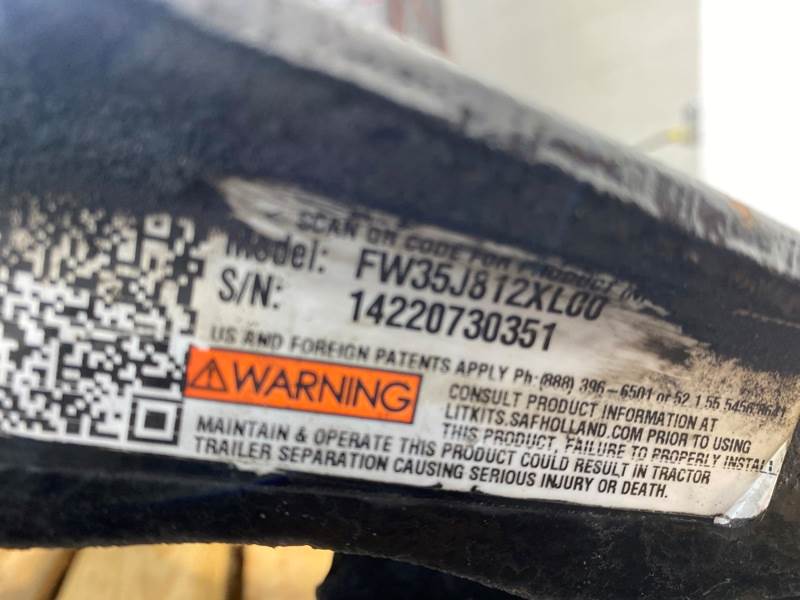 SCAN QR CODE FOR PRODUCT
Model: FW35J812XL00
S/N: 14220730351
US AND FOREIGN PATENTS APPLY Ph: (888) 396-6501 or 52.1.55.5456.8641
WARNING
CONSULT PRODUCT INFORMATION AT
LITKITS.SAFHOLLAND.COM PRIOR TO USING
THIS PRODUCT, FAILURE TO PROPERLY INSTALL
MAINTAIN & OPERATE THIS PRODUCT COULD RESULT IN TRACTOR
TRAILER SEPARATION CAUSING SERIOUS INJURY OR DEATH.